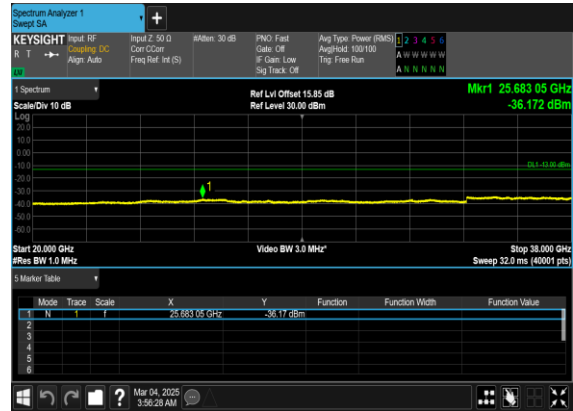 Spectrum Analyzer 1
Swept SA
+
KEYSIGHT Input: RF Input Z: 50 Ω #Atten: 30 dB PNO: Fast Avg Type: Power (RMS) 1 2 3 4 5 6
R T Coupling: DC Corr CCorr Gate: Off Avg|Hold: 100/100 A W W W W W
Align: Auto Freq Ref: Int (S) IF Gain: Low Trig: Free Run
LXI Sig Track: Off A N N N N N
1 Spectrum Ref Lvl Offset 15.85 dB Mkr1 25.683 05 GHz
Scale/Div 10 dB Ref Level 30.00 dBm -36.172 dBm
Log
20.0
10.0
0.00
-10.0 DL1 -13.00 dBm
-20.0
-30.0 1
-40.0
-50.0
-60.0
Start 20.000 GHz Video BW 3.0 MHz* Stop 38.000 GHz
#Res BW 1.0 MHz Sweep 32.0 ms (40001 pts)
5 Marker Table
Mode Trace Scale X Y Function Function Width Function Value
1 N 1 f 25.683 05 GHz -36.17 dBm
2
3
4
5
6
? Mar 04, 2025
3:56:28 AM